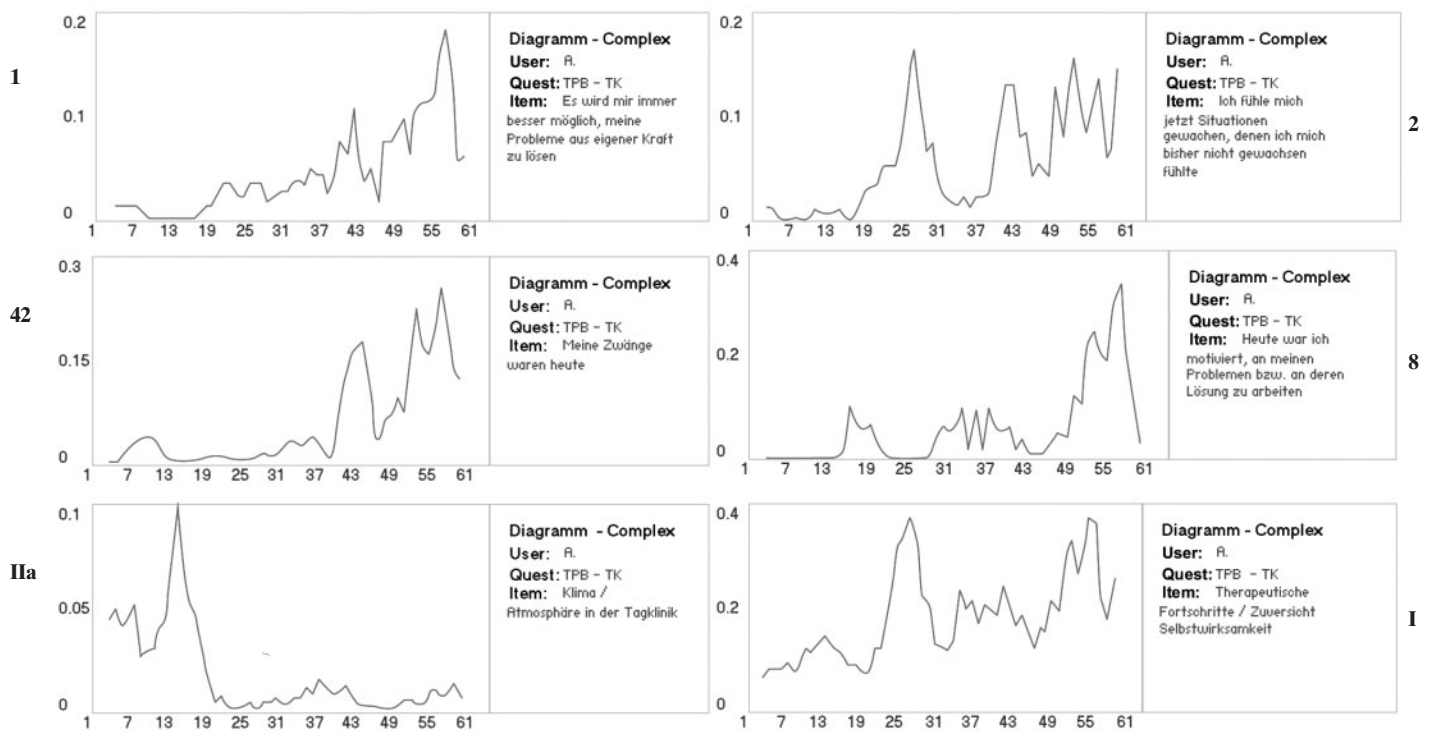 0.2
0.1
0
1 7 13 19 25 31 37 43 49 55 61
1
Diagramm - Complex
User: A.
Quest: TPB - TK
Item: Es wird mir immer
besser möglich, meine
Probleme aus eigener Kraft
zu lösen
0.2
0.1
0
1 7 13 19 25 31 37 43 49 55 61
Diagramm - Complex
User: A.
Quest: TPB - TK
Item: Ich fühle mich
jetzt Situationen
gewachsen, denen ich mich
bisher nicht gewachsen
fühlte
2
42
0.3
0.15
0
1 7 13 19 25 31 37 43 49 55 61
Diagramm - Complex
User: A.
Quest: TPB - TK
Item: Meine Zwänge
waren heute
0.4
0.2
0
1 7 13 19 25 31 37 43 49 55 61
Diagramm - Complex
User: A.
Quest: TPB - TK
Item: Heute war ich
motiviert, an meinen
Problemen bzw. an deren
Lösung zu arbeiten
8
IIa
0.1
0.05
0
1 7 13 19 25 31 37 43 49 55 61
Diagramm - Complex
User: A.
Quest: TPB - TK
Item: Klima /
Atmosphäre in der Tagklinik
0.4
0.2
0
1 7 13 19 25 31 37 43 49 55 61
Diagramm - Complex
User: A.
Quest: TPB - TK
Item: Therapeutische
Fortschritte / Zuversicht
Selbstwirksamkeit
I